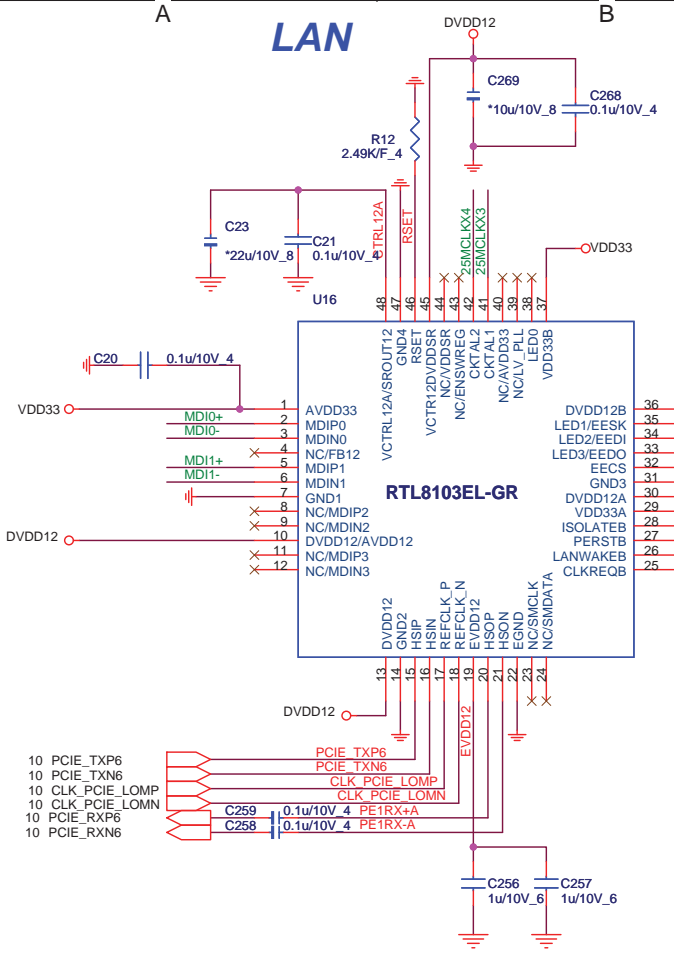 A
B
LAN
DVDD12
C269
*10u/10V_8
C268
0.1u/10V_4
R12
2.49K/F_4
C23
*22u/10V_8
C21
0.1u/10V_4
CTRL12A
RSET
25MCLKX4
25MCLKX3
VDD33
U16
48
47
46
45
44
43
42
41
40
39
38
37
VCTRL12A/SROUT12
GND4
RSET
VCTR12DVDDSR
NC/VDDSR
NC/ENSWREG
CKTAL2
CKTAL1
NC/AVDD33
NC/LV_PLL
LED0
VDD33B
C20
0.1u/10V_4
VDD33
MDI0+
MDI0-
MDI1+
MDI1-
DVDD12
1 AVDD33
2 MDIP0
3 MDIN0
4 NC/FB12
5 MDIP1
6 MDIN1
7 GND1
8 NC/MDIP2
9 NC/MDIN2
10 DVDD12/AVDD12
11 NC/MDIP3
12 NC/MDIN3
RTL8103EL-GR
DVDD12B 36
LED1/EESK 35
LED2/EEDI 34
LED3/EEDO 33
EECS 32
GND3 31
DVDD12A 30
VDD33A 29
ISOLATEB 28
PERSTB 27
LANWAKEB 26
CLKREQB 25
DVDD12
GND2
HSIP
HSIN
REFCLK_P
REFCLK_N
EVDD12
HSOP
HSON
EGND
NC/SMCLK
NC/SMDATA
13
14
15
16
17
18
19
20
21
22
23
24
DVDD12
EVDD12
10 PCIE_TXP6 PCIE_TXP6
10 PCIE_TXN6 PCIE_TXN6
10 CLK_PCIE_LOMP CLK_PCIE_LOMP
10 CLK_PCIE_LOMN CLK_PCIE_LOMN
10 PCIE_RXP6 C259 0.1u/10V_4 PE1RX+A
10 PCIE_RXN6 C258 0.1u/10V_4 PE1RX-A
C256
1u/10V_6
C257
1u/10V_6